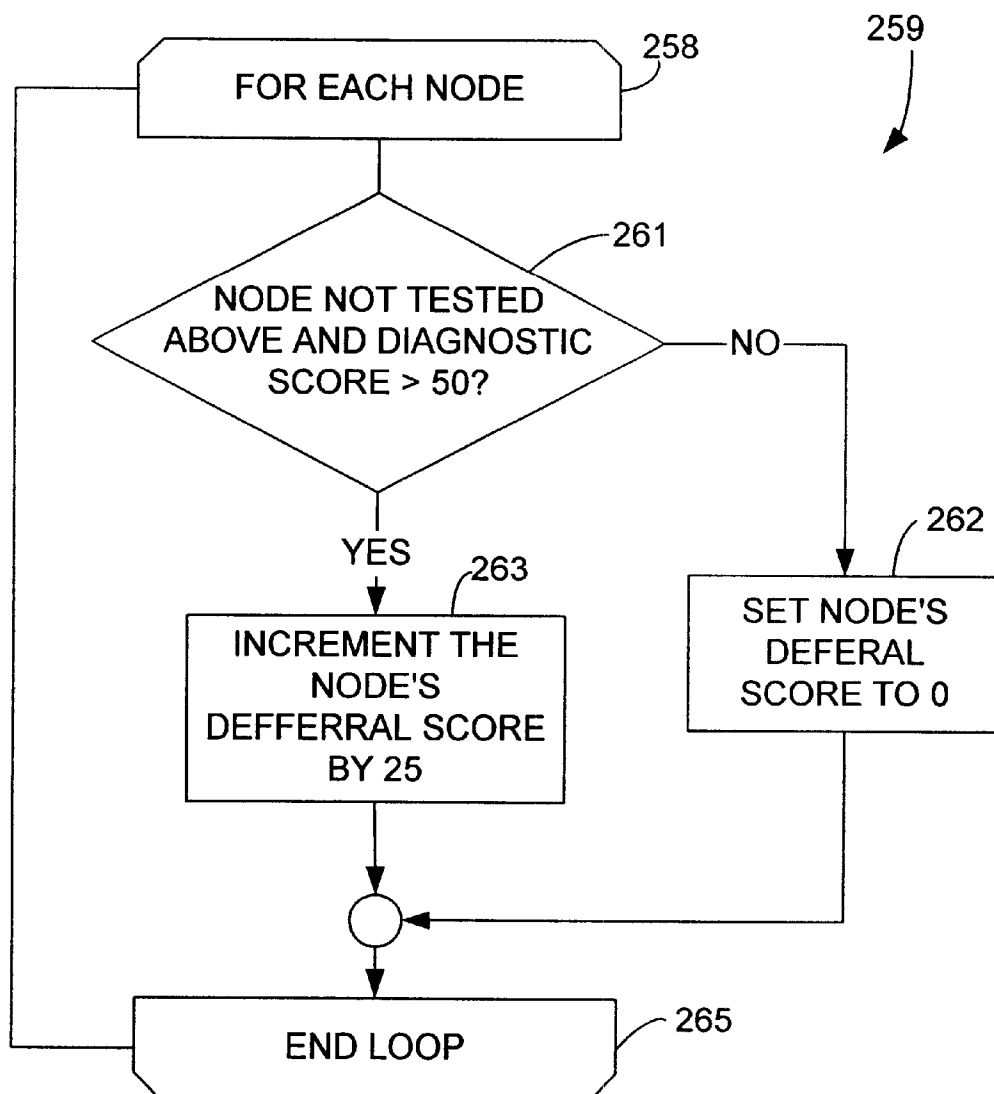 259
258
FOR EACH NODE
261
NODE NOT TESTED
ABOVE AND DIAGNOSTIC
SCORE > 50?
NO
YES
263
INCREMENT THE
NODE'S
DEFFERRAL SCORE
BY 25
262
SET NODE'S
DEFERAL
SCORE TO 0
END LOOP
265